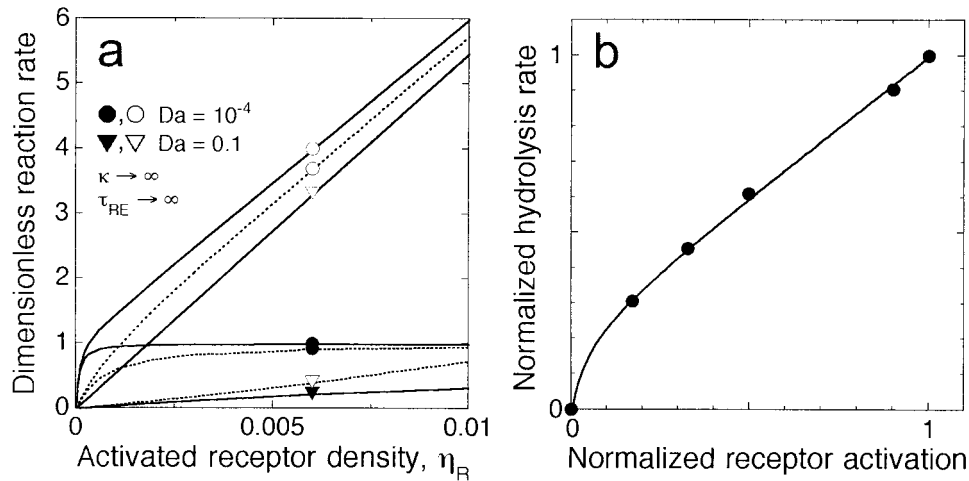 a
Dimensionless reaction rate
6
5
4
3
2
1
0
●,○ Da = 10⁻⁴
▼,▽ Da = 0.1
κ → ∞
τ_RE → ∞
0
0.005
0.01
Activated receptor density, η_R
b
Normalized hydrolysis rate
1
0
0
1
Normalized receptor activation